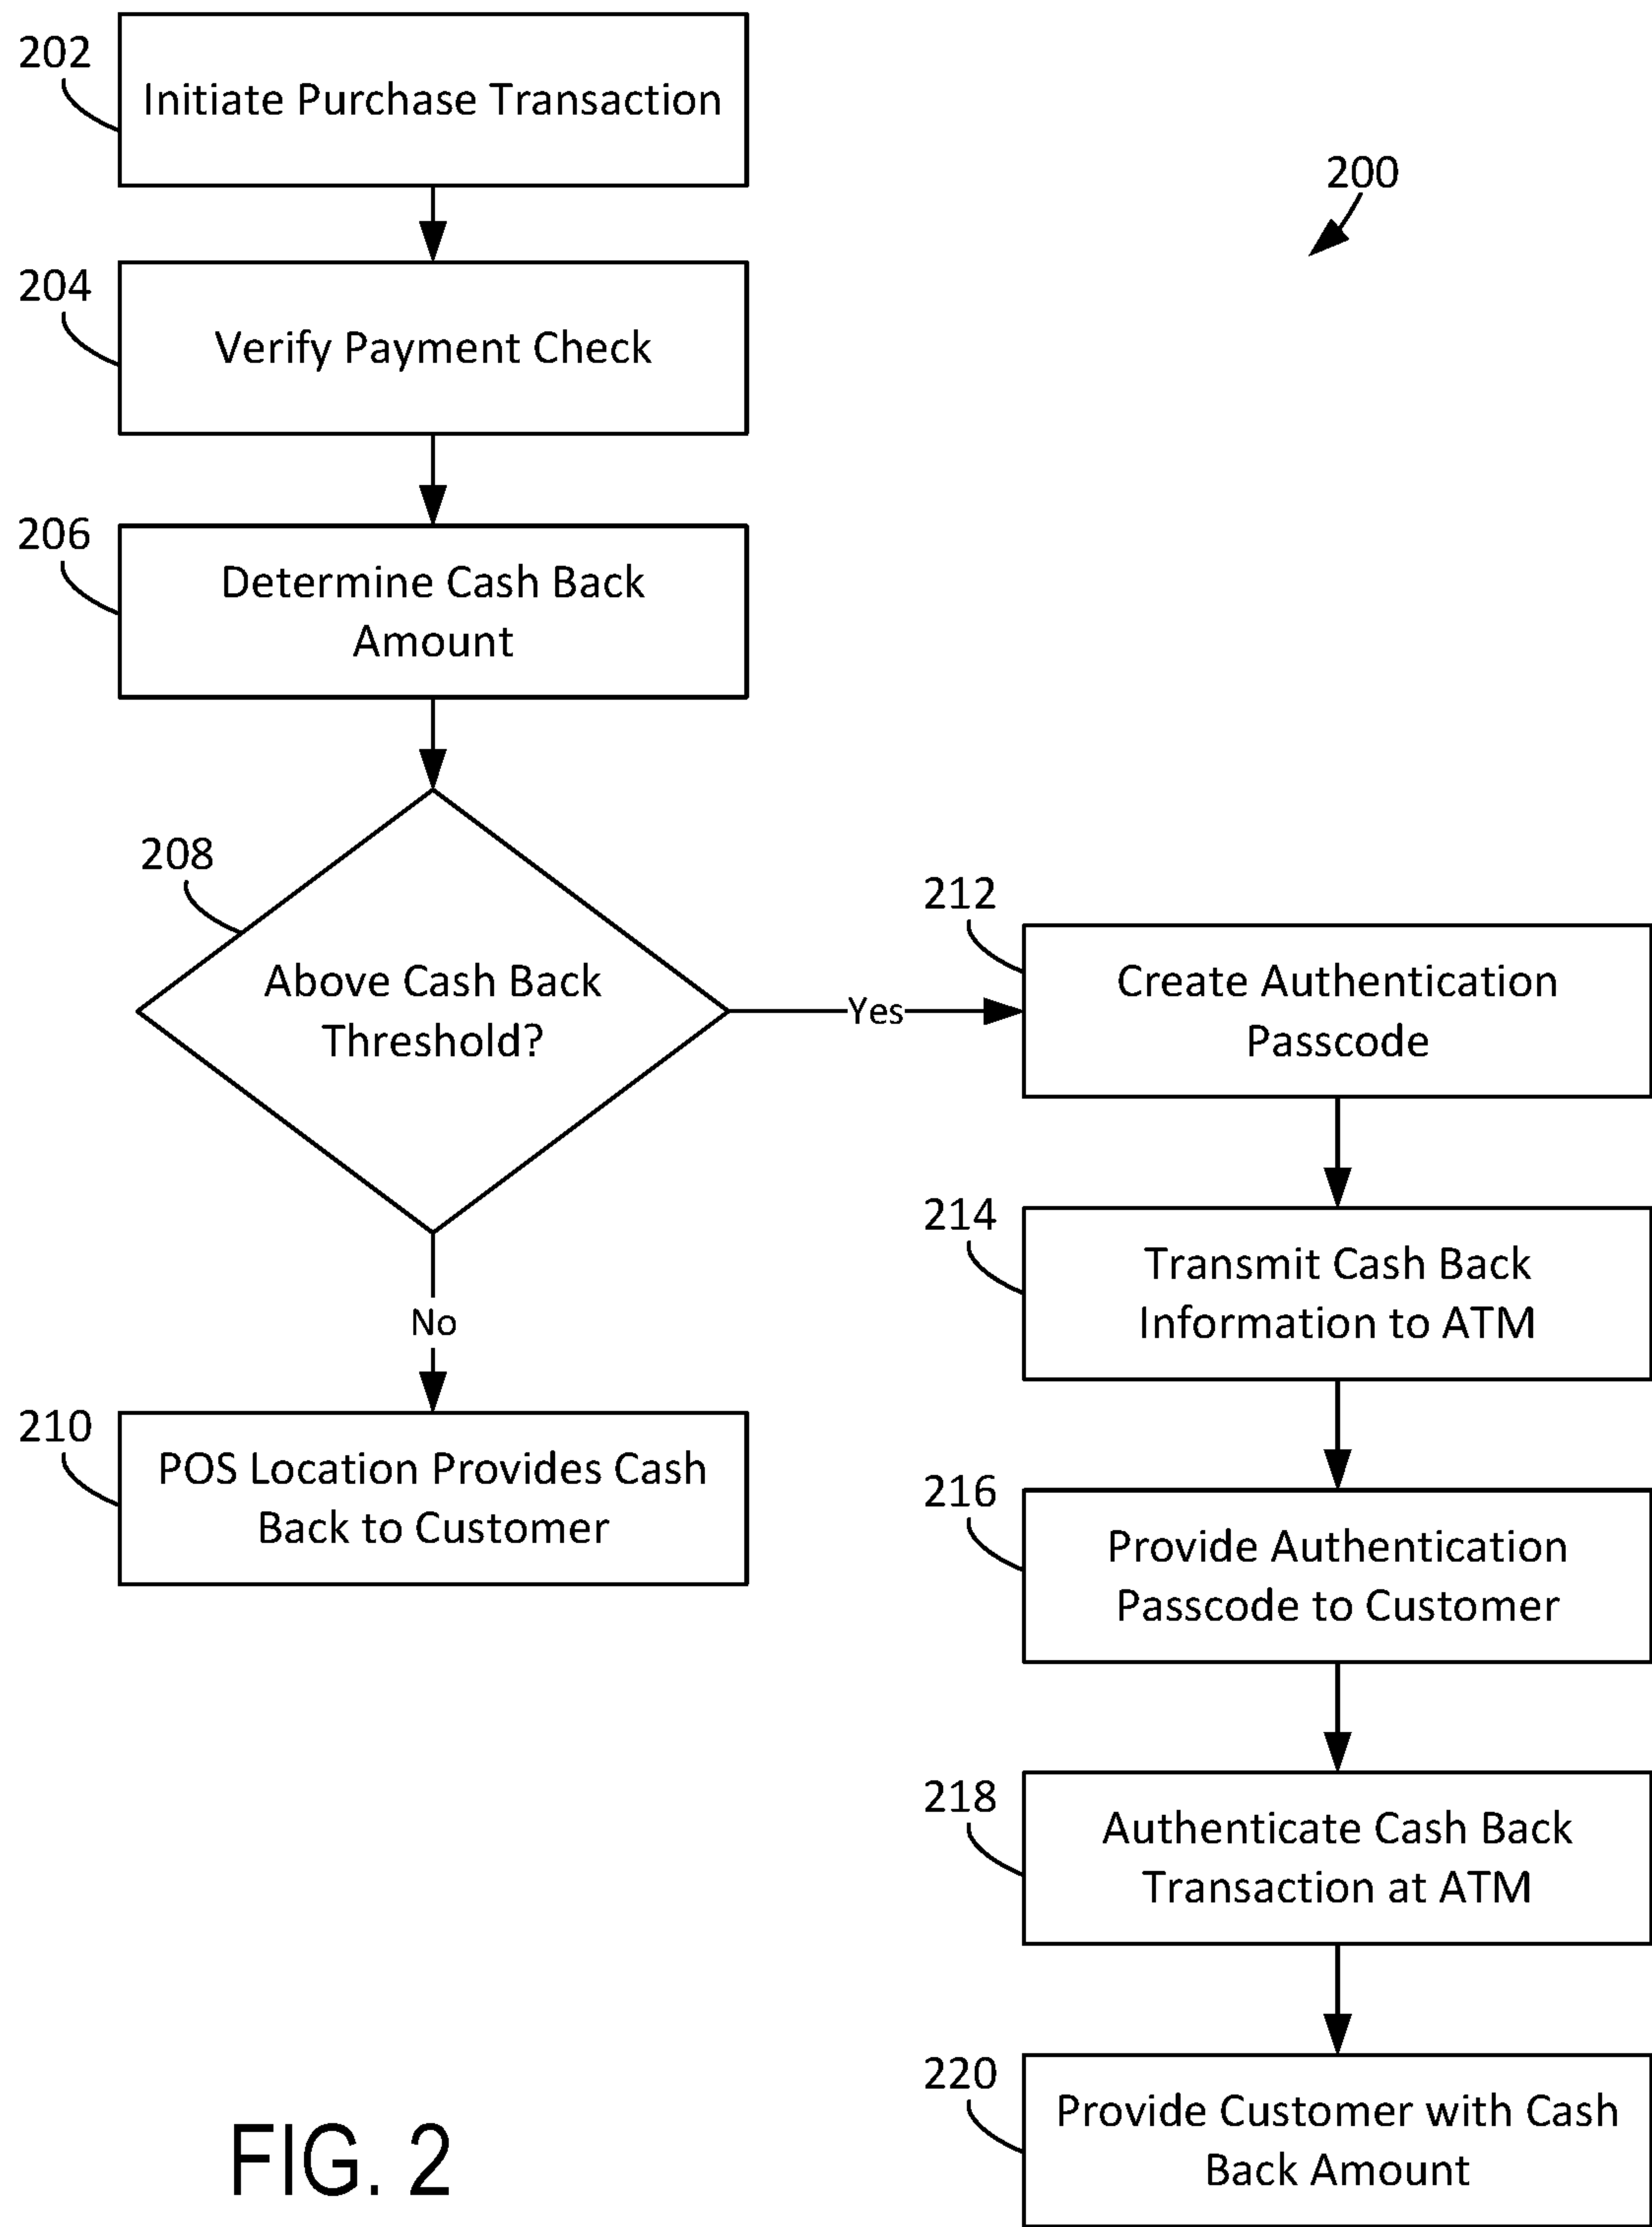 202
Initiate Purchase Transaction
200
204
Verify Payment Check
206
Determine Cash Back
Amount
208
Above Cash Back
Threshold?
Yes
No
210
POS Location Provides Cash
Back to Customer
212
Create Authentication
Passcode
214
Transmit Cash Back
Information to ATM
216
Provide Authentication
Passcode to Customer
218
Authenticate Cash Back
Transaction at ATM
220
Provide Customer with Cash
Back Amount
FIG. 2